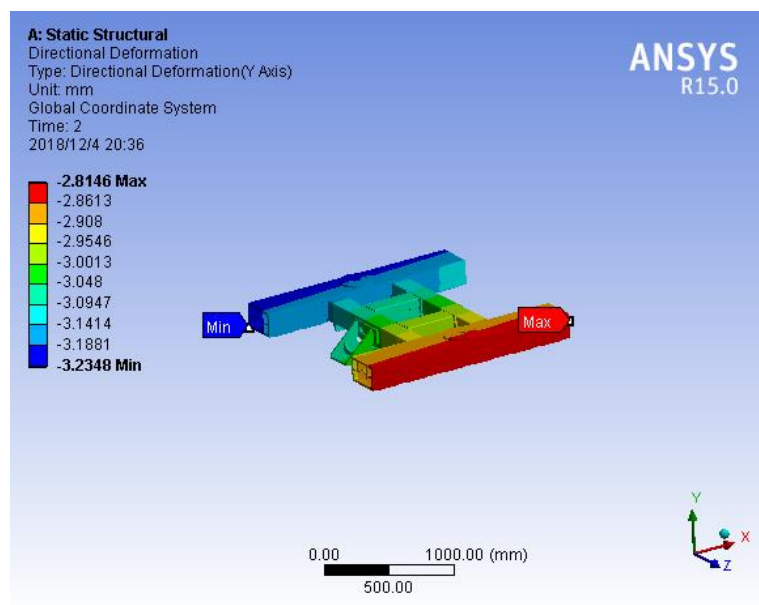 A: Static Structural
Directional Deformation
Type: Directional Deformation(Y Axis)
Unit: mm
Global Coordinate System
Time: 2
2018/12/4 20:36
ANSYS
R15.0
-2.8146 Max
-2.8613
-2.908
-2.9546
-3.0013
-3.048
-3.0947
-3.1414
-3.1881
-3.2348 Min
Min
Max
Y
X
Z
0.00
1000.00 (mm)
500.00